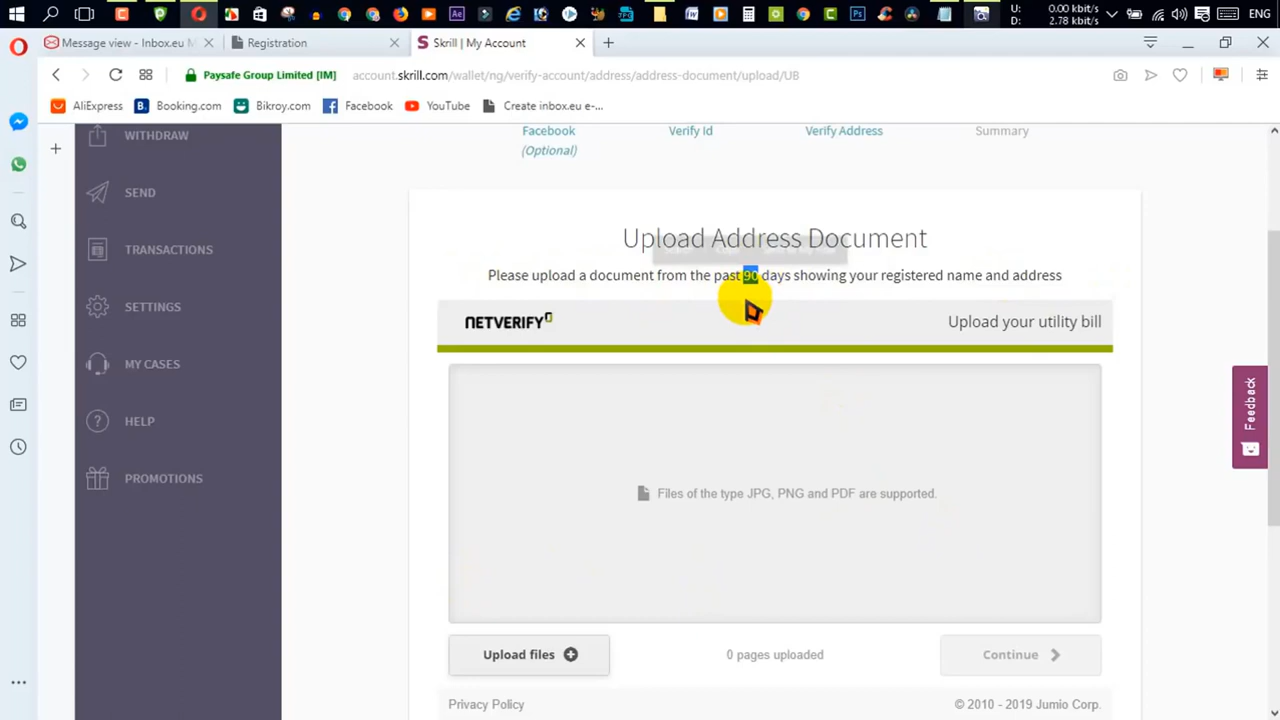 U: 0.00 kbit/s
D: 2.78 kbit/s
ENG
Message view - Inbox.eu M
Registration
Skrill | My Account
Paysafe Group Limited [IM]
account.skrill.com/wallet/ng/verify-account/address/address-document/upload/UB
AliExpress
Booking.com
Bikroy.com
Facebook
YouTube
Create inbox.eu e-...
WITHDRAW
SEND
TRANSACTIONS
SETTINGS
MY CASES
HELP
PROMOTIONS
Facebook
(Optional)
Verify Id
Verify Address
Summary
Upload Address Document
Please upload a document from the past 90 days showing your registered name and address
NETVERIFY
Upload your utility bill
Files of the type JPG, PNG and PDF are supported.
Upload files
0 pages uploaded
Continue
Privacy Policy
© 2010 - 2019 Jumio Corp.
Feedback